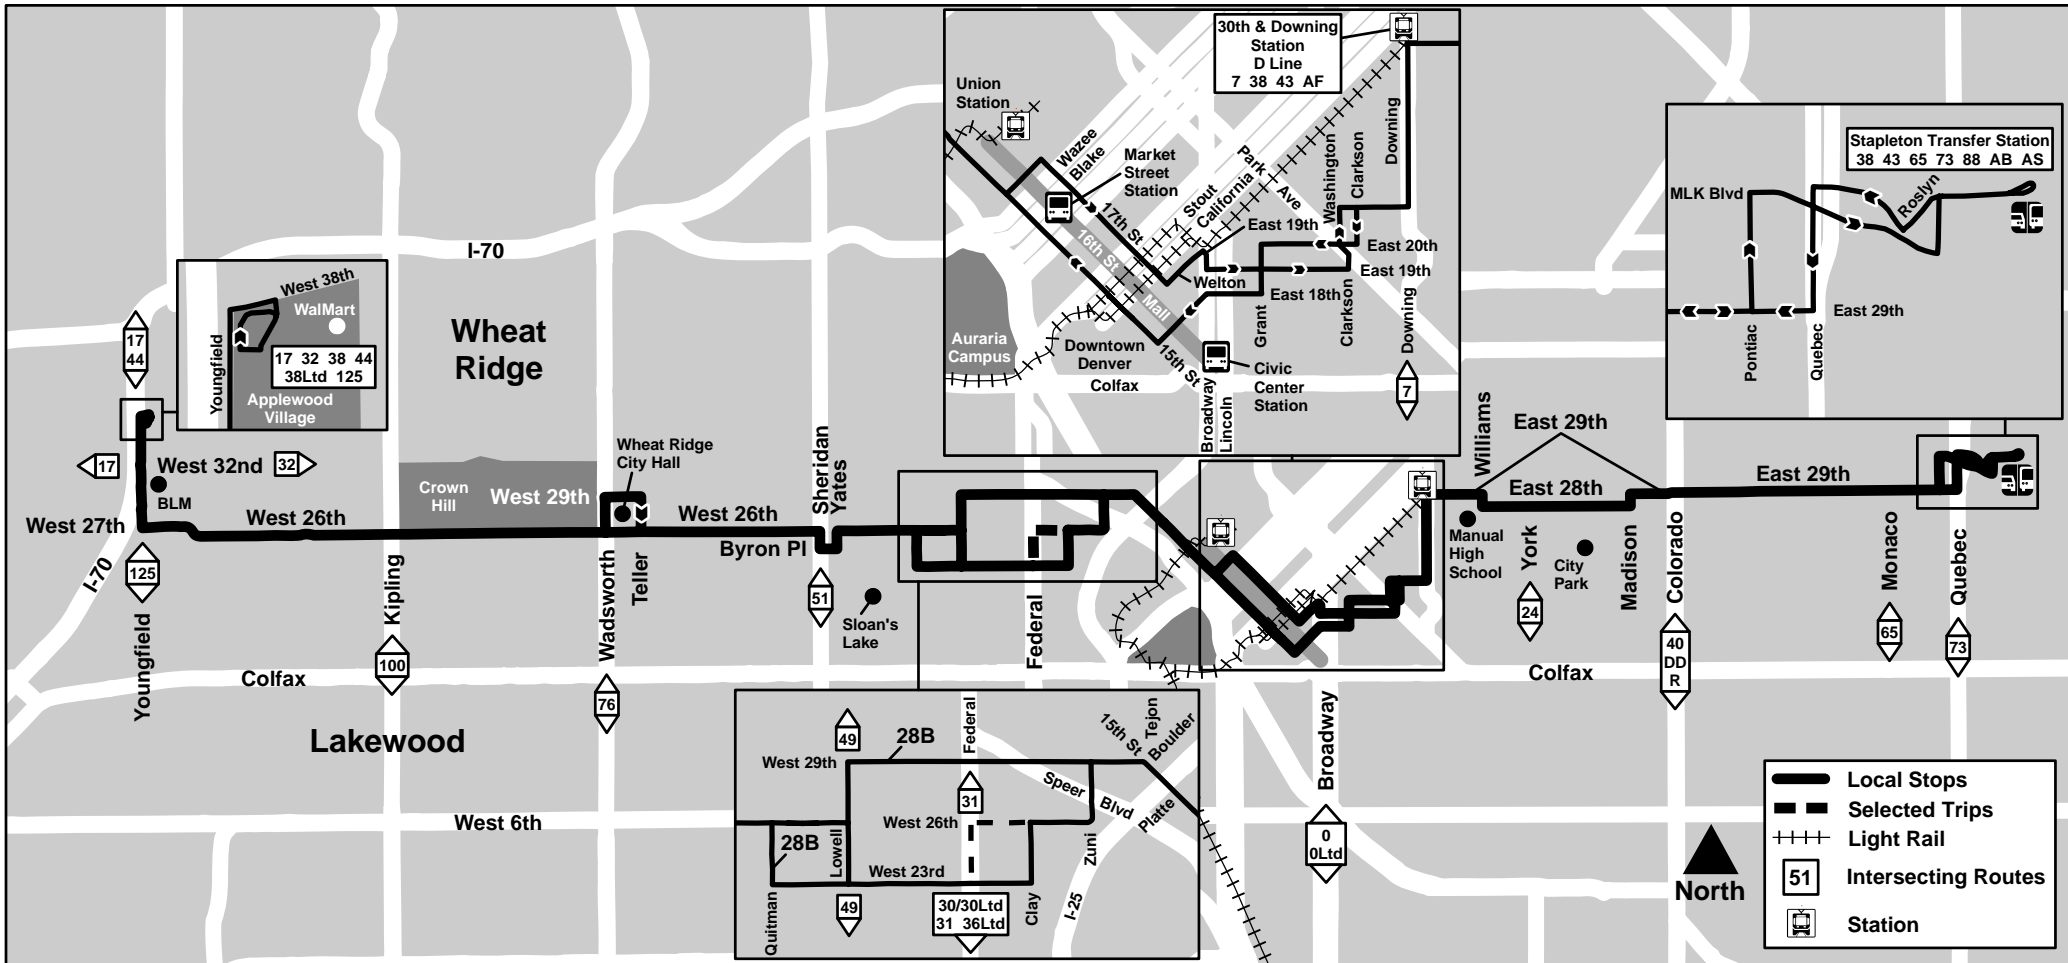 30th & Downing
Station
D Line
7 38 43 AF
Union
Station
Wazee
Blake
Market
Street
Station
17th St
16th St
Mall
15th St
Stout
California
Park
Ave
Washington
Clarkson
Downing
East 19th
East 20th
East 19th
Welton
East 18th
Grant
Clarkson
Downing
7
Auraria
Campus
Downtown
Denver
Colfax
Broadway
Lincoln
Civic
Center
Station
Stapleton Transfer Station
38 43 65 73 88 AB AS
MLK Blvd
Roslyn
East 29th
Pontiac
Quebec
I-70
West 38th
WalMart
Youngfield
17 32 38 44
38Ltd 125
Applewood
Village
17
44
Wheat
Ridge
17
West 32nd
32
BLM
West 27th
West 26th
I-70
125
Youngfield
Crown
Hill
West 29th
Wheat Ridge
City Hall
West 26th
Byron Pl
Sheridan
Yates
Kipling
100
Wadsworth
Teller
76
51
Sloan's
Lake
Federal
Colfax
Lakewood
West 6th
49
28B
West 29th
Federal
15th St
Tejon
Boulder
31
Speer
Blvd
Platte
West 26th
28B
Lowell
West 23rd
Zuni
Quitman
49
30/30Ltd
31 36Ltd
Clay
I-25
Williams
East 29th
East 28th
East 29th
Manual
High
School
York
24
City
Park
Madison
Colorado
40
DD
R
Monaco
65
Quebec
73
Colfax
Broadway
0
0Ltd
North
Local Stops
Selected Trips
Light Rail
51
Intersecting Routes
Station